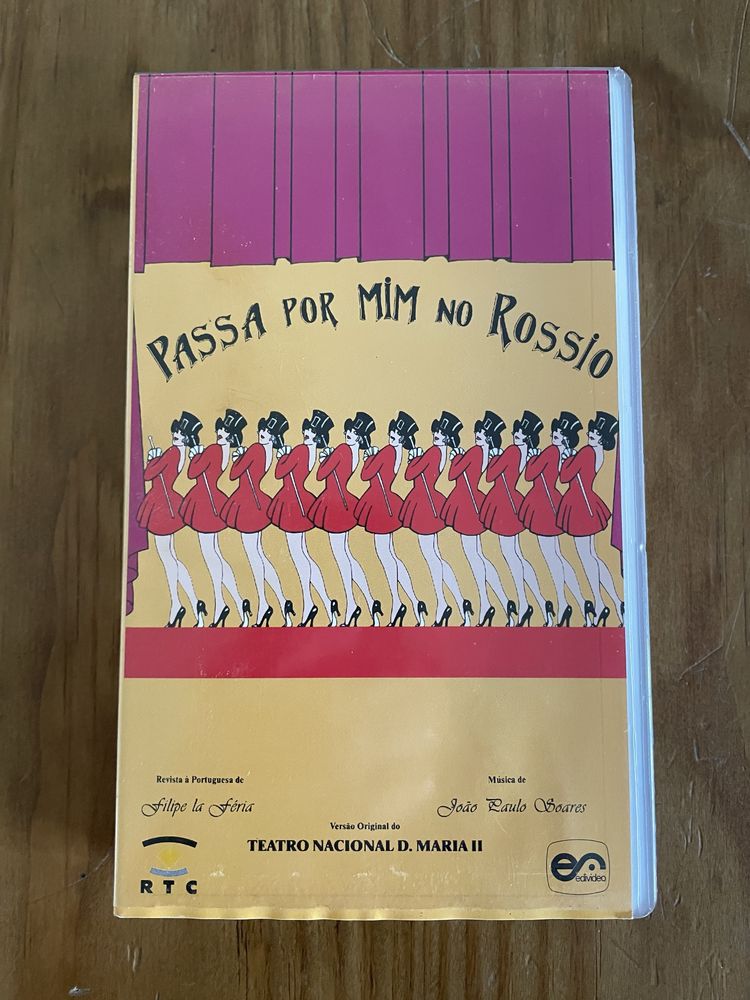 PASSA POR MiM NO ROSSiO
Revista à Portuguesa de
Filipe la Féria
Música de
João Paulo Soares
Versão Original do
TEATRO NACIONAL D. MARIA II
RTC
edivideo